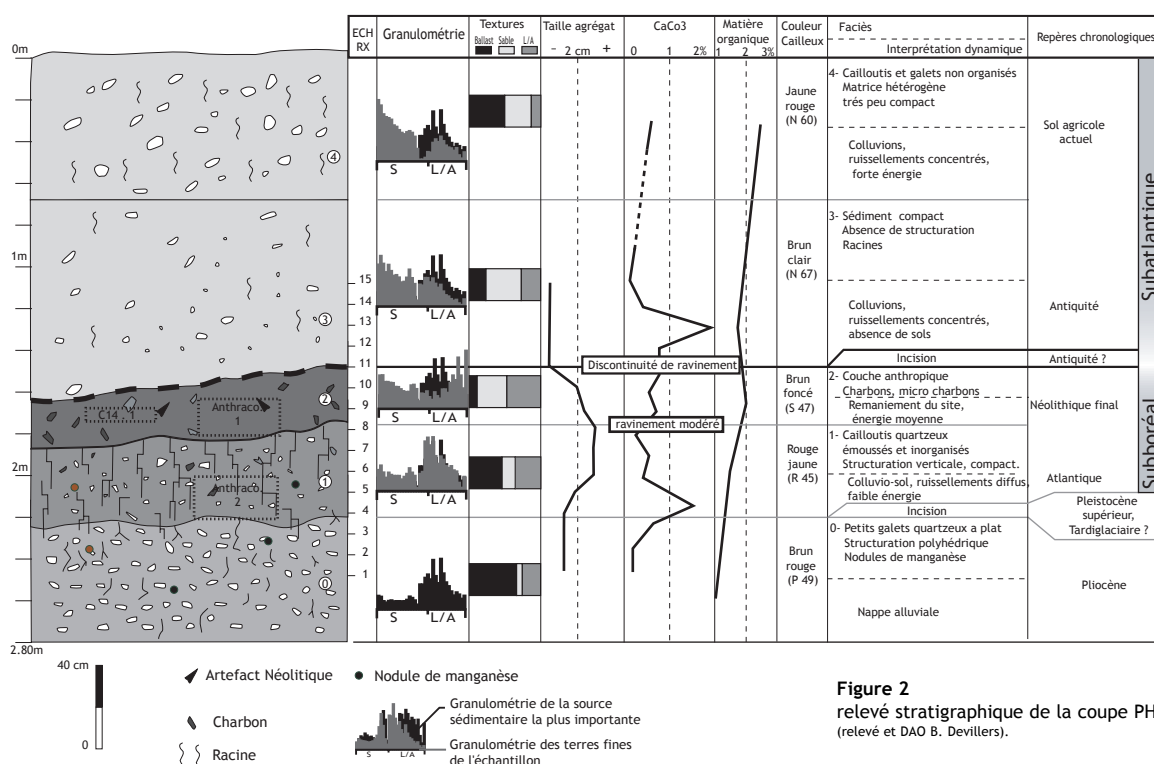 ECH
RX
Granulométrie
Textures
Ballast Sable L/A
Taille agrégat
- 2 cm +
CaCo3
0 1 2%
Matière
organique
1 2 3%
Couleur
Cailleux
Faciès
Interprétation dynamique
Repères chronologiques
0m
1m
2m
2.80m
4
3
2
1
0
C14 . 1
Anthraco.
1
Anthraco.
2
15
14
13
12
11
10
9
8
7
6
5
4
3
2
1
S L/A
S L/A
S L/A
S L/A
S L/A
Discontinuité de ravinement
ravinement modéré
Jaune
rouge
(N 60)
Brun
clair
(N 67)
Brun
foncé
(S 47)
Rouge
jaune
(R 45)
Brun
rouge
(P 49)
4- Cailloutis et galets non organisés
Matrice hétérogène
trés peu compact
Colluvions,
ruissellements concentrés,
forte énergie
3- Sédiment compact
Absence de structuration
Racines
Colluvions,
ruissellements concentrés,
absence de sols
Incision
2- Couche anthropique
Charbons, micro charbons
Remaniement du site,
énergie moyenne
1- Cailloutis quartzeux
émoussés et inorganisés
Structuration verticale, compact.
Colluvio-sol, ruissellements diffus,
faible énergie
Incision
0- Petits galets quartzeux a plat
Structuration polyhédrique
Nodules de manganèse
Nappe alluviale
Sol agricole
actuel
Antiquité
Antiquité ?
Néolithique final
Atlantique
Pleistocène
supérieur,
Tardiglaciaire ?
Pliocène
Subatlantique
Subboréal
40 cm
0
Artefact Néolitique
Charbon
Racine
Nodule de manganèse
Granulométrie de la source
sédimentaire la plus importante
Granulométrie des terres fines
de l'échantillon
S L/A
Figure 2
relevé stratigraphique de la coupe PH
(relevé et DAO B. Devillers).